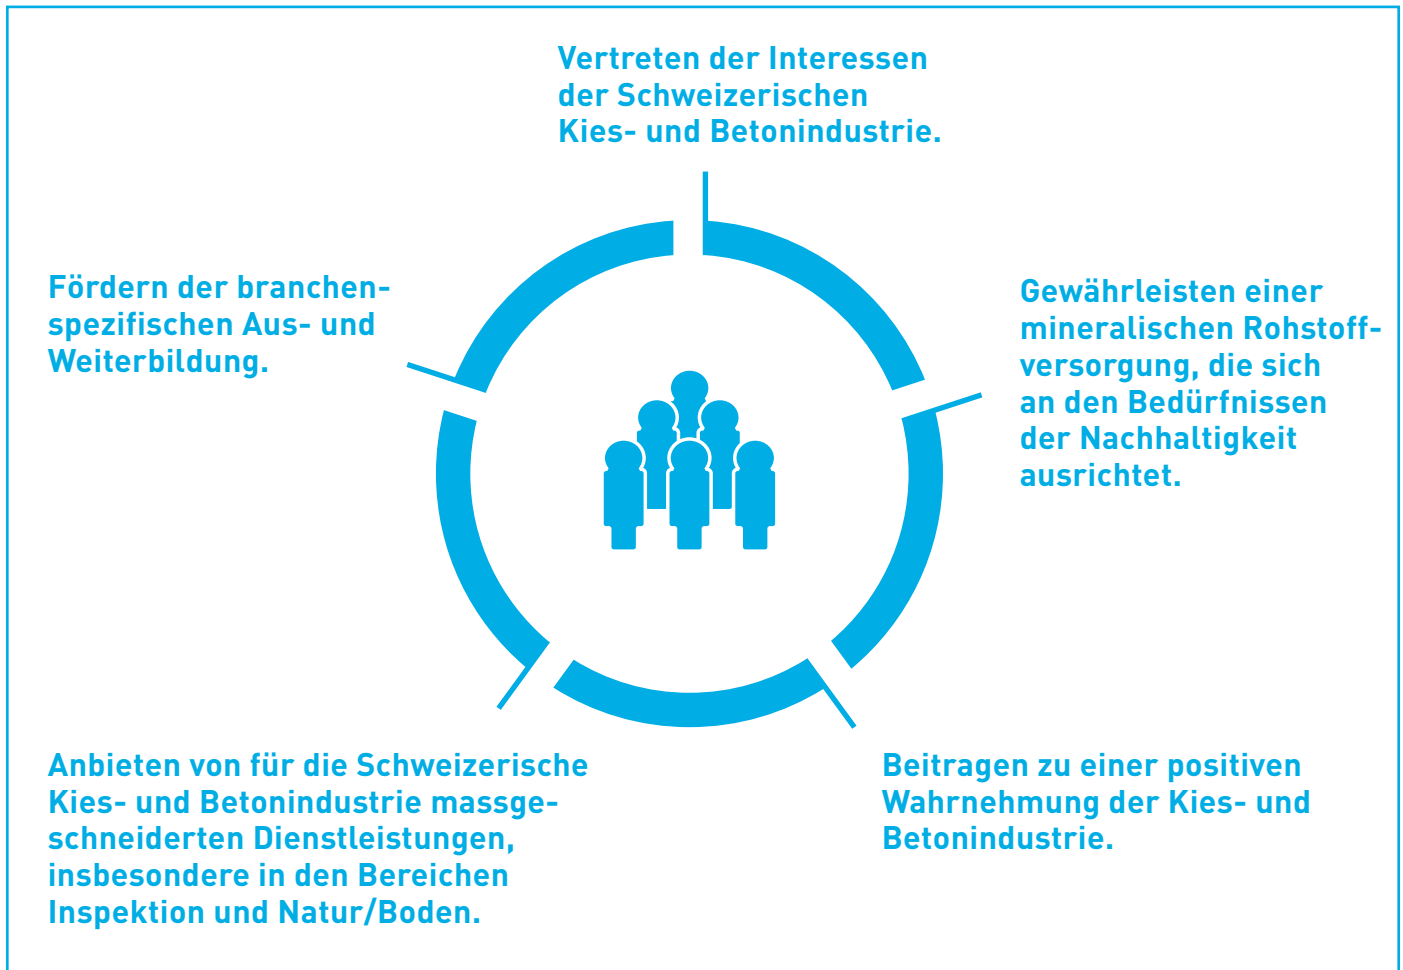 Vertreten der Interessen
der Schweizerischen
Kies- und Betonindustrie.
Gewährleisten einer
mineralischen Rohstoff-
versorgung, die sich
an den Bedürfnissen
der Nachhaltigkeit
ausrichtet.
Beitragen zu einer positiven
Wahrnehmung der Kies- und
Betonindustrie.
Anbieten von für die Schweizerische
Kies- und Betonindustrie massge-
schneiderten Dienstleistungen,
insbesondere in den Bereichen
Inspektion und Natur/Boden.
Fördern der branchen-
spezifischen Aus- und
Weiterbildung.